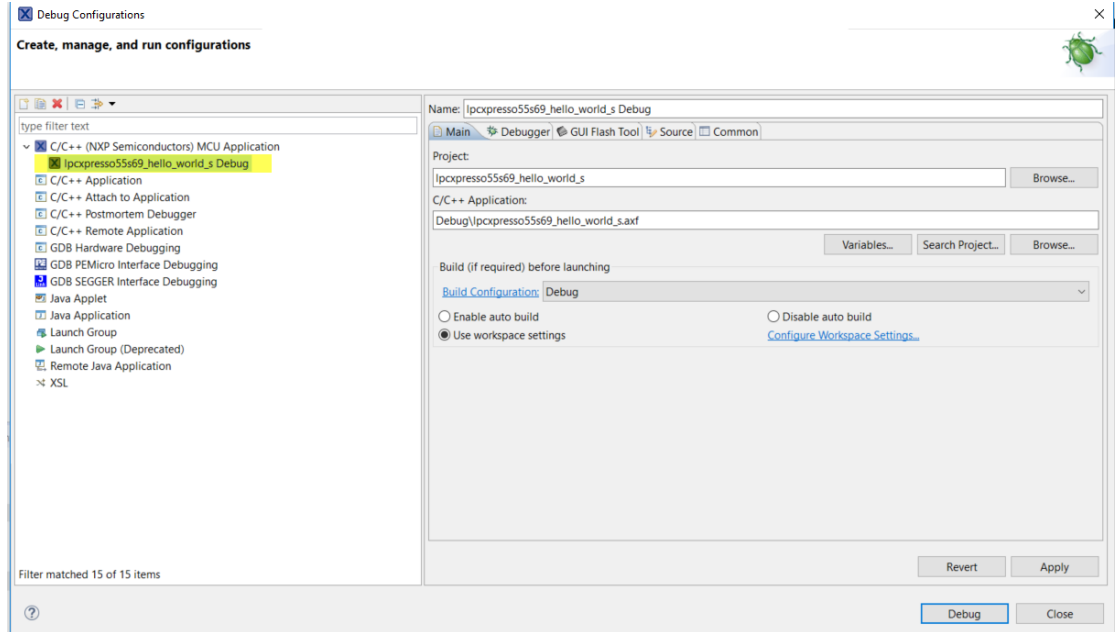 Debug Configurations
Create, manage, and run configurations
type filter text
C/C++ (NXP Semiconductors) MCU Application
lpcxpresso55s69_hello_world_s Debug
C/C++ Application
C/C++ Attach to Application
C/C++ Postmortem Debugger
C/C++ Remote Application
GDB Hardware Debugging
GDB PEMicro Interface Debugging
GDB SEGGER Interface Debugging
Java Applet
Java Application
Launch Group
Launch Group (Deprecated)
Remote Java Application
XSL
Filter matched 15 of 15 items
Name: lpcxpresso55s69_hello_world_s Debug
Main Debugger GUI Flash Tool Source Common
Project:
lpcxpresso55s69_hello_world_s Browse...
C/C++ Application:
Debug\lpcxpresso55s69_hello_world_s.axf
Variables... Search Project... Browse...
Build (if required) before launching
Build Configuration: Debug
Enable auto build Disable auto build
Use workspace settings Configure Workspace Settings...
Revert Apply
Debug Close